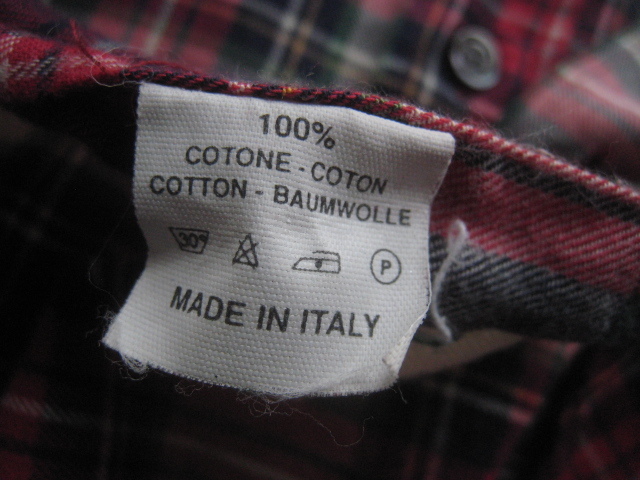 100%
COTONE - COTON
COTTON - BAUMWOLLE
30° P
MADE IN ITALY